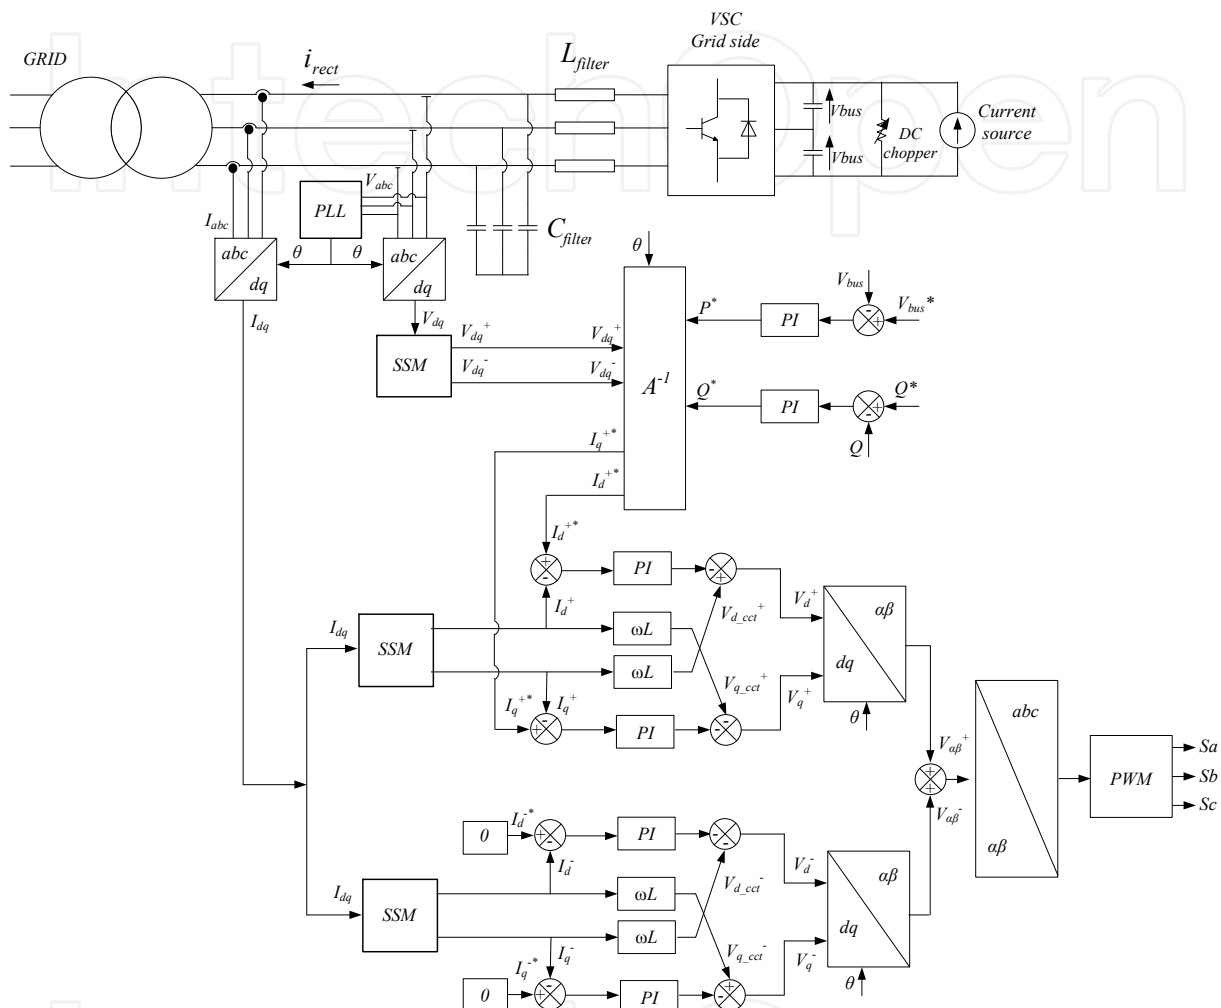 IntechOpen
VSC
Grid side
GRID
i_rect
L_filter
Vbus
Vbus
DC
chopper
Current
source
V_abc
PLL
I_abc
C_filter
abc
dq
θ
θ
abc
dq
θ
V_bus
P*
PI
- +
V_bus*
I_dq
V_dq
SSM
V_dq+
V_dq+
V_dq-
V_dq-
A-1
Q*
PI
+ -
Q*
Q
I_q+*
I_d+*
I_d+*
+ -
PI
- +
I_d+
V_d_cct+
V_d+
αβ
dq
θ
I_dq
SSM
ωL
ωL
V_q_cct+
V_q+
I_q+*
I_q+
+ -
PI
- -
V_αβ+
+ +
V_αβ-
abc
αβ
PWM
Sa
Sb
Sc
0
I_d-*
+ -
PI
- -
I_d-
V_d_cct-
V_d-
αβ
dq
θ
I_dq
SSM
ωL
ωL
V_q_cct-
V_q-
I_q-*
I_q-
0
+ -
PI
- +